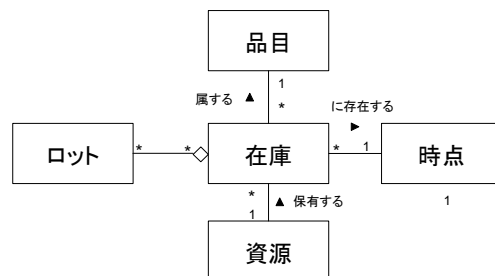 品目
1
属する ▲
*
に存在する
▶
ロット
* *
在庫
* 1
時点
*
▲ 保有する
1
1
資源